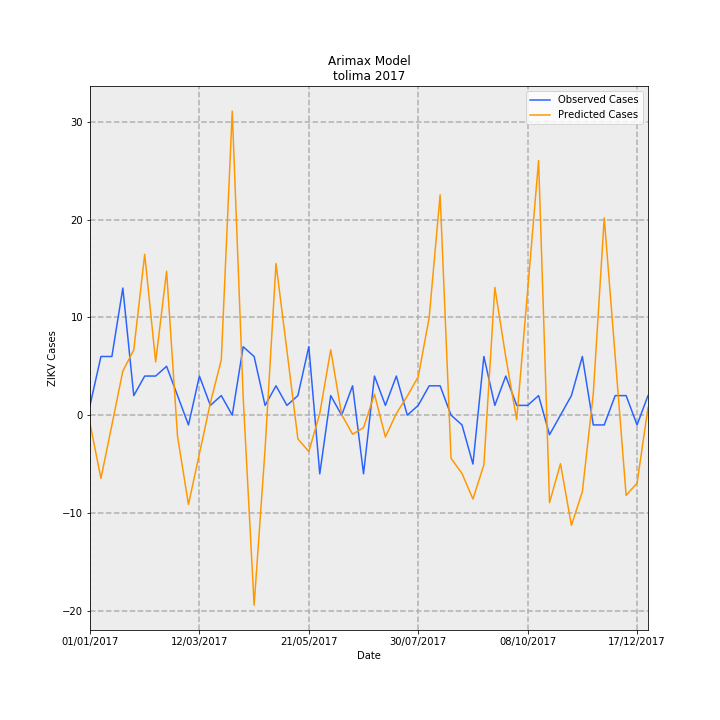 Arimax Model
tolima 2017
Observed Cases
Predicted Cases
ZIKV Cases
30
20
10
0
−10
−20
01/01/2017
12/03/2017
21/05/2017
30/07/2017
08/10/2017
17/12/2017
Date